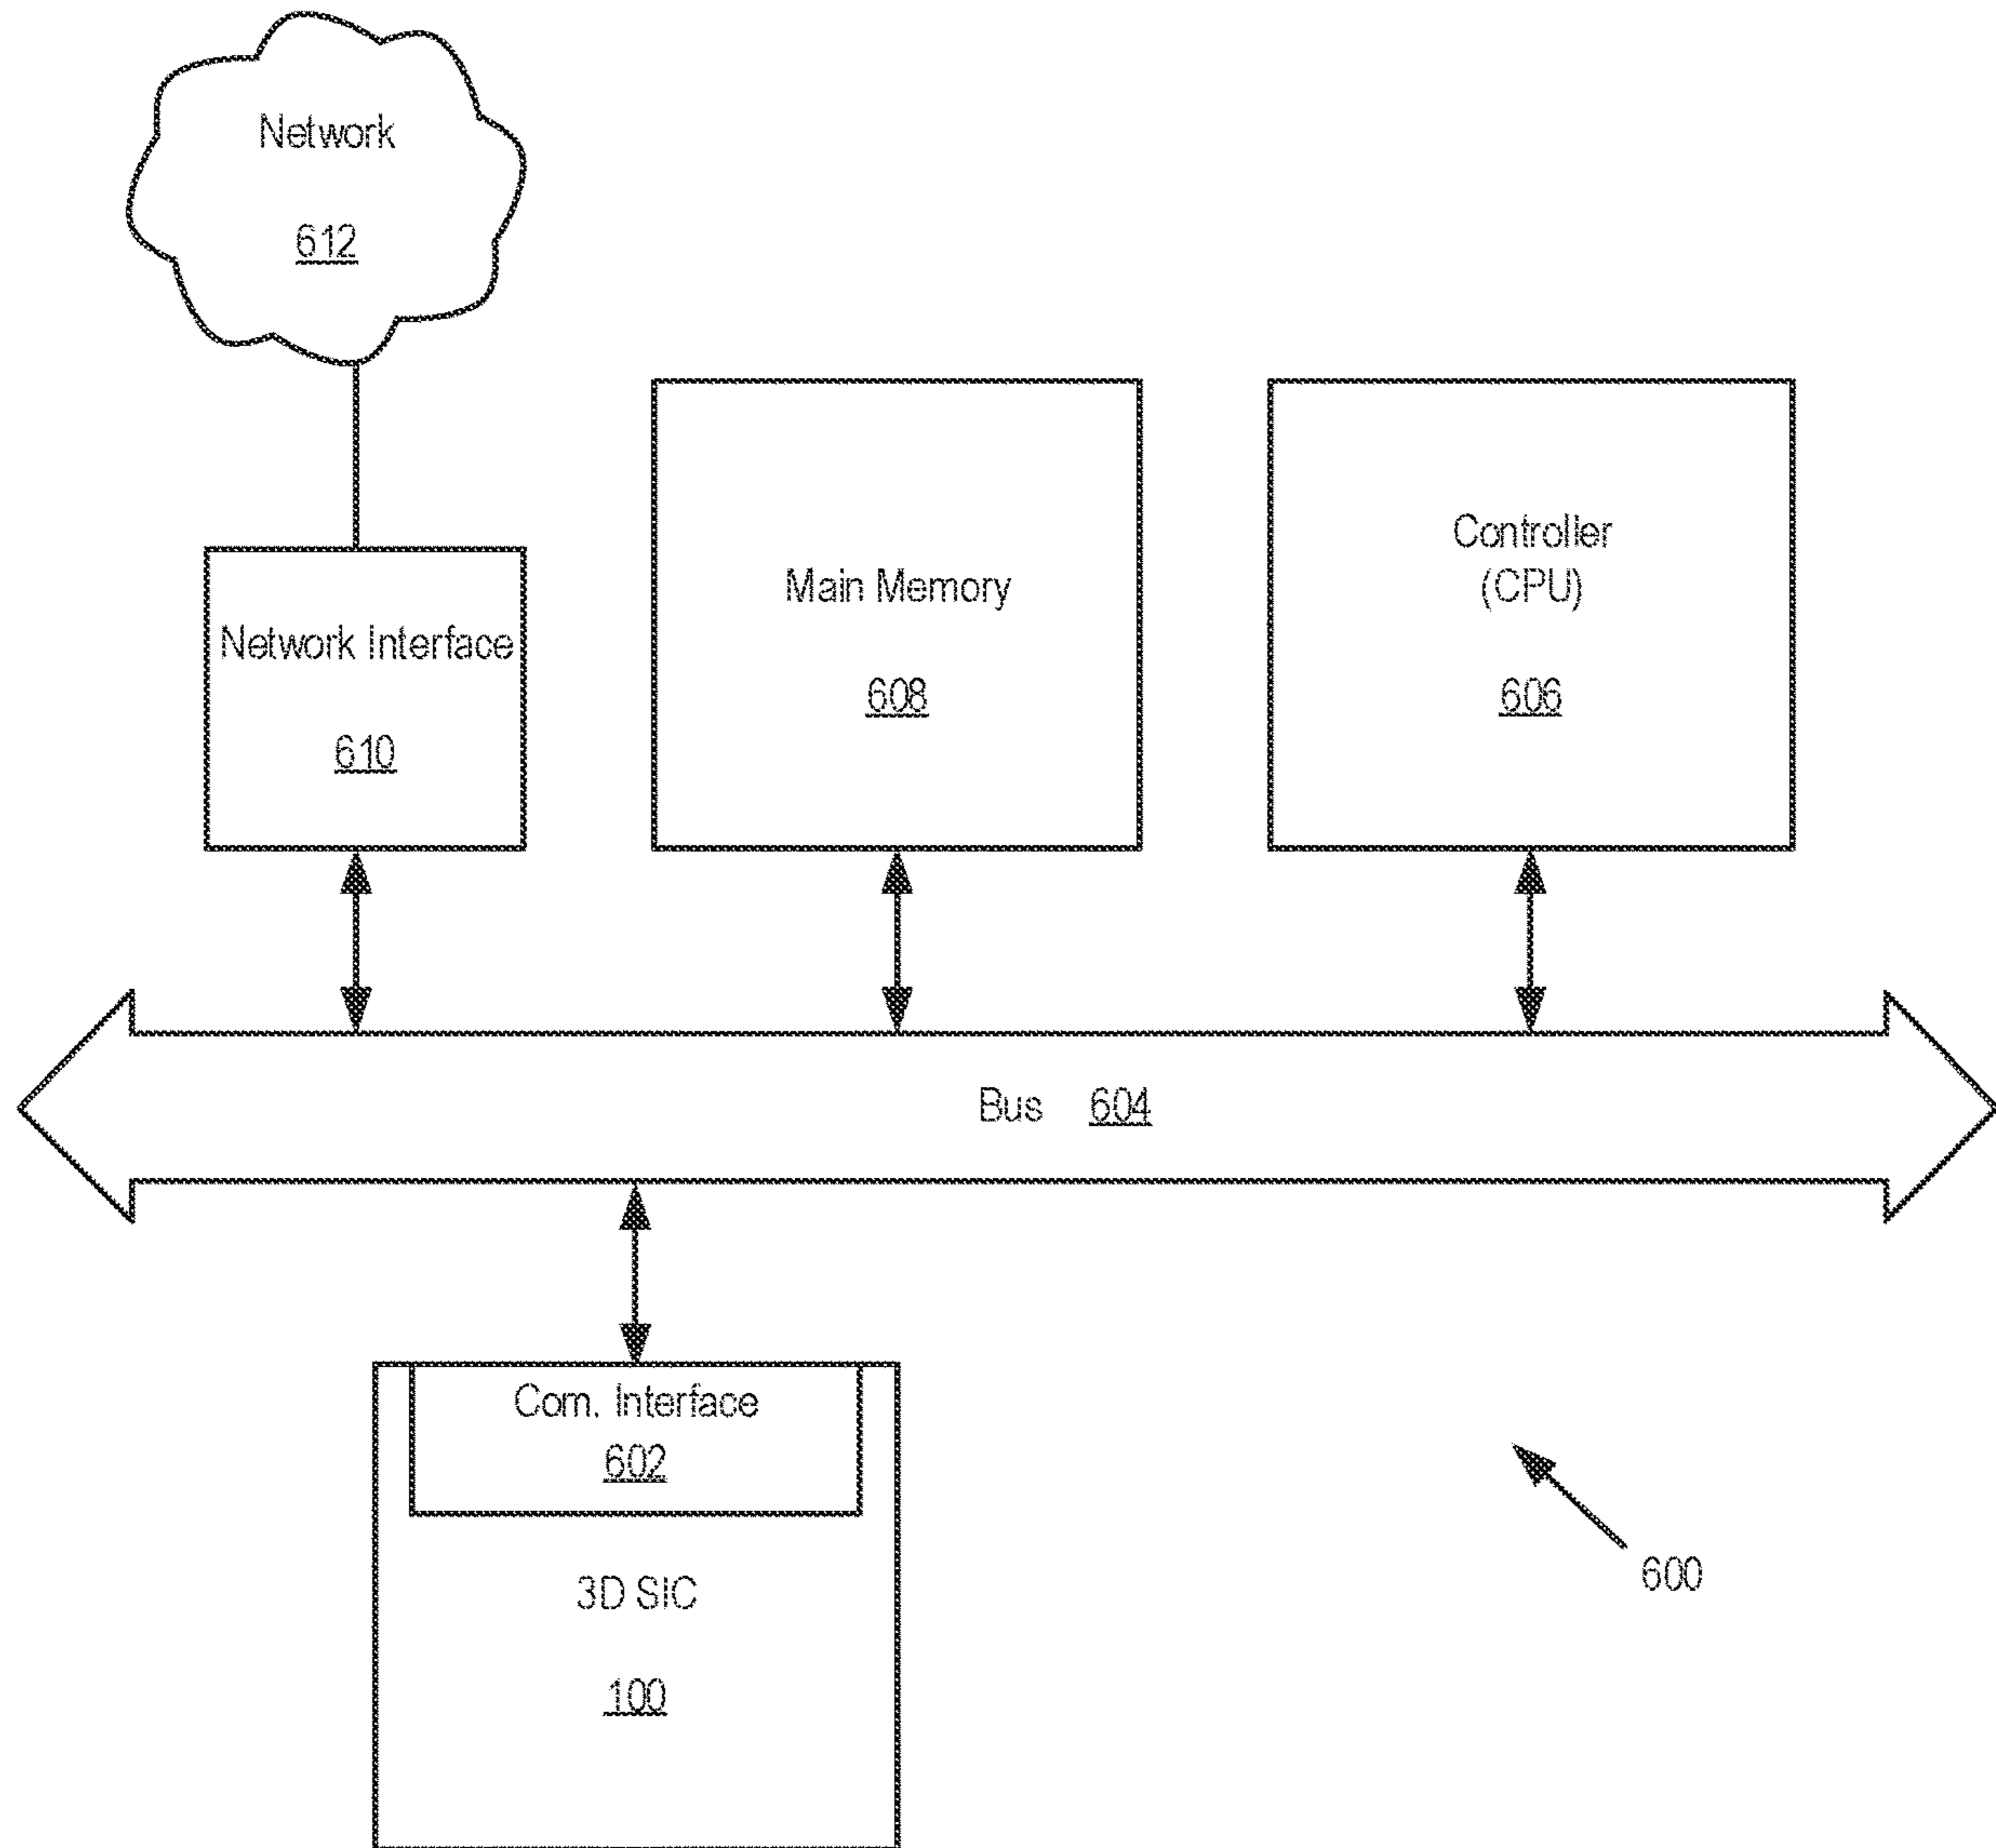 Network
612
Network Interface
610
Main Memory
608
Controller
(CPU)
606
Bus 604
Com. Interface
602
3D SIC
100
600